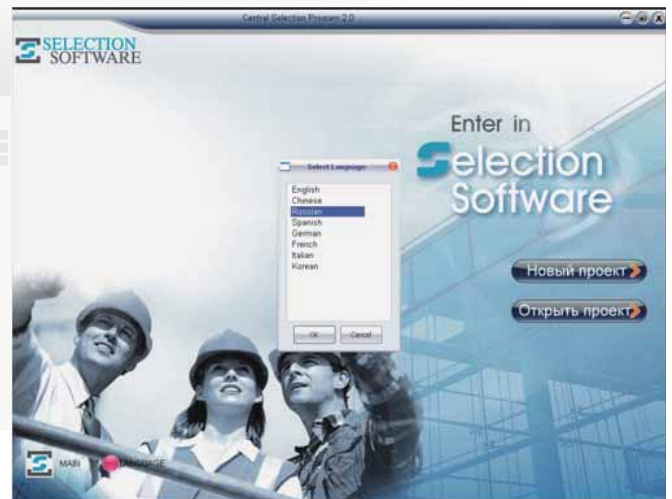 Central Selection Program 2.0
SELECTION
SOFTWARE
Enter in
Selection
Software
Select Language
English
Chinese
Russian
Spanish
German
French
Italian
Korean
OK
Cancel
Новый проект
Открыть проект
MAIN
LANGUAGE